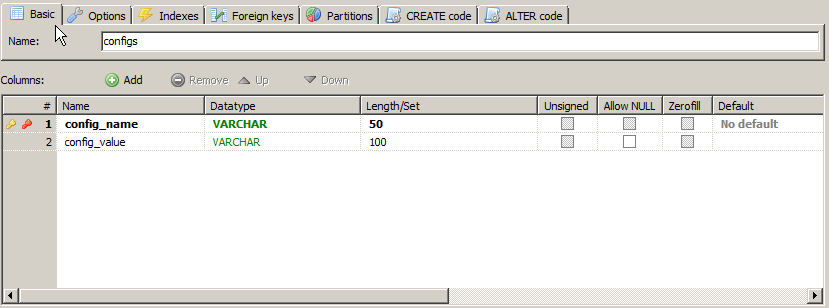 Basic Options Indexes Foreign keys Partitions CREATE code ALTER code
Name: configs
Columns: Add Remove Up Down
# Name Datatype Length/Set Unsigned Allow NULL Zerofill Default
1 config_name VARCHAR 50 No default
2 config_value VARCHAR 100